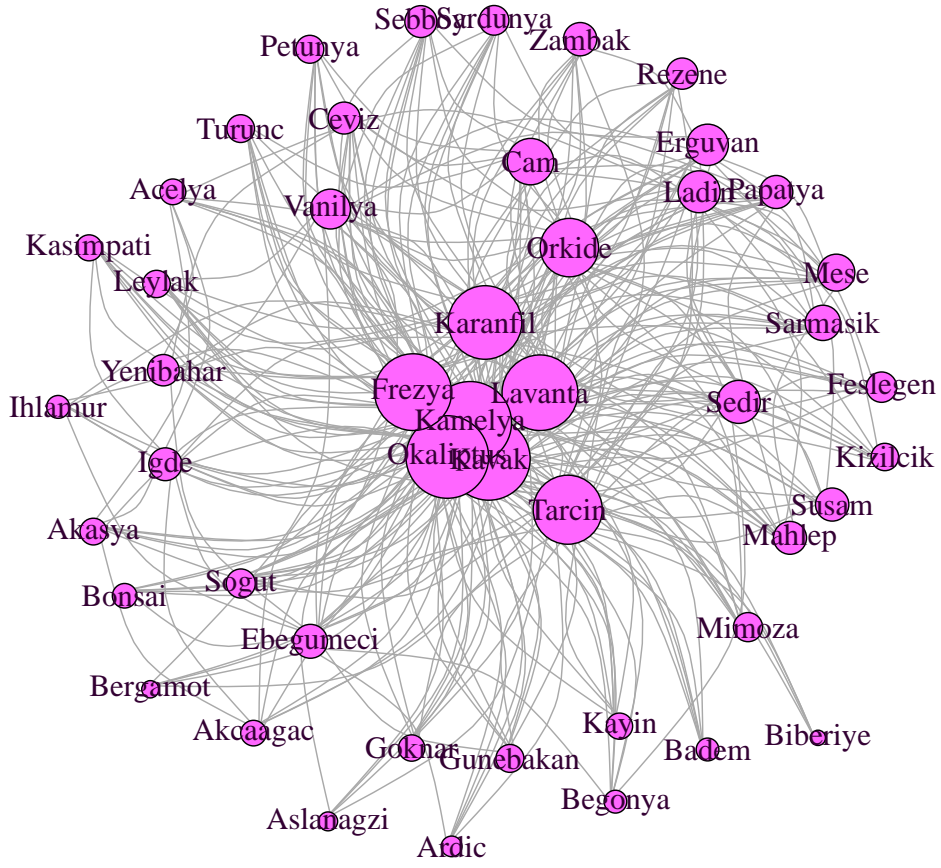 Sebboy
Sardunya
Zambak
Petunya
Rezene
Ceviz
Turunc
Erguvan
Cam
Acelya
Ladin
Papatya
Vanilya
Kasimpati
Orkide
Leylak
Mese
Karanfil
Sarmasik
Yenibahar
Frezya
Lavanta
Feslegen
Ihlamur
Kamelya
Sedir
Igde
Okaliptus
Kavak
Kizilcik
Tarcin
Susam
Akasya
Mahlep
Bonsai
Sogut
Ebegumeci
Mimoza
Bergamot
Akcaagac
Kayin
Biberiye
Goknar
Gunebakan
Badem
Begonya
Aslanagzi
Ardic